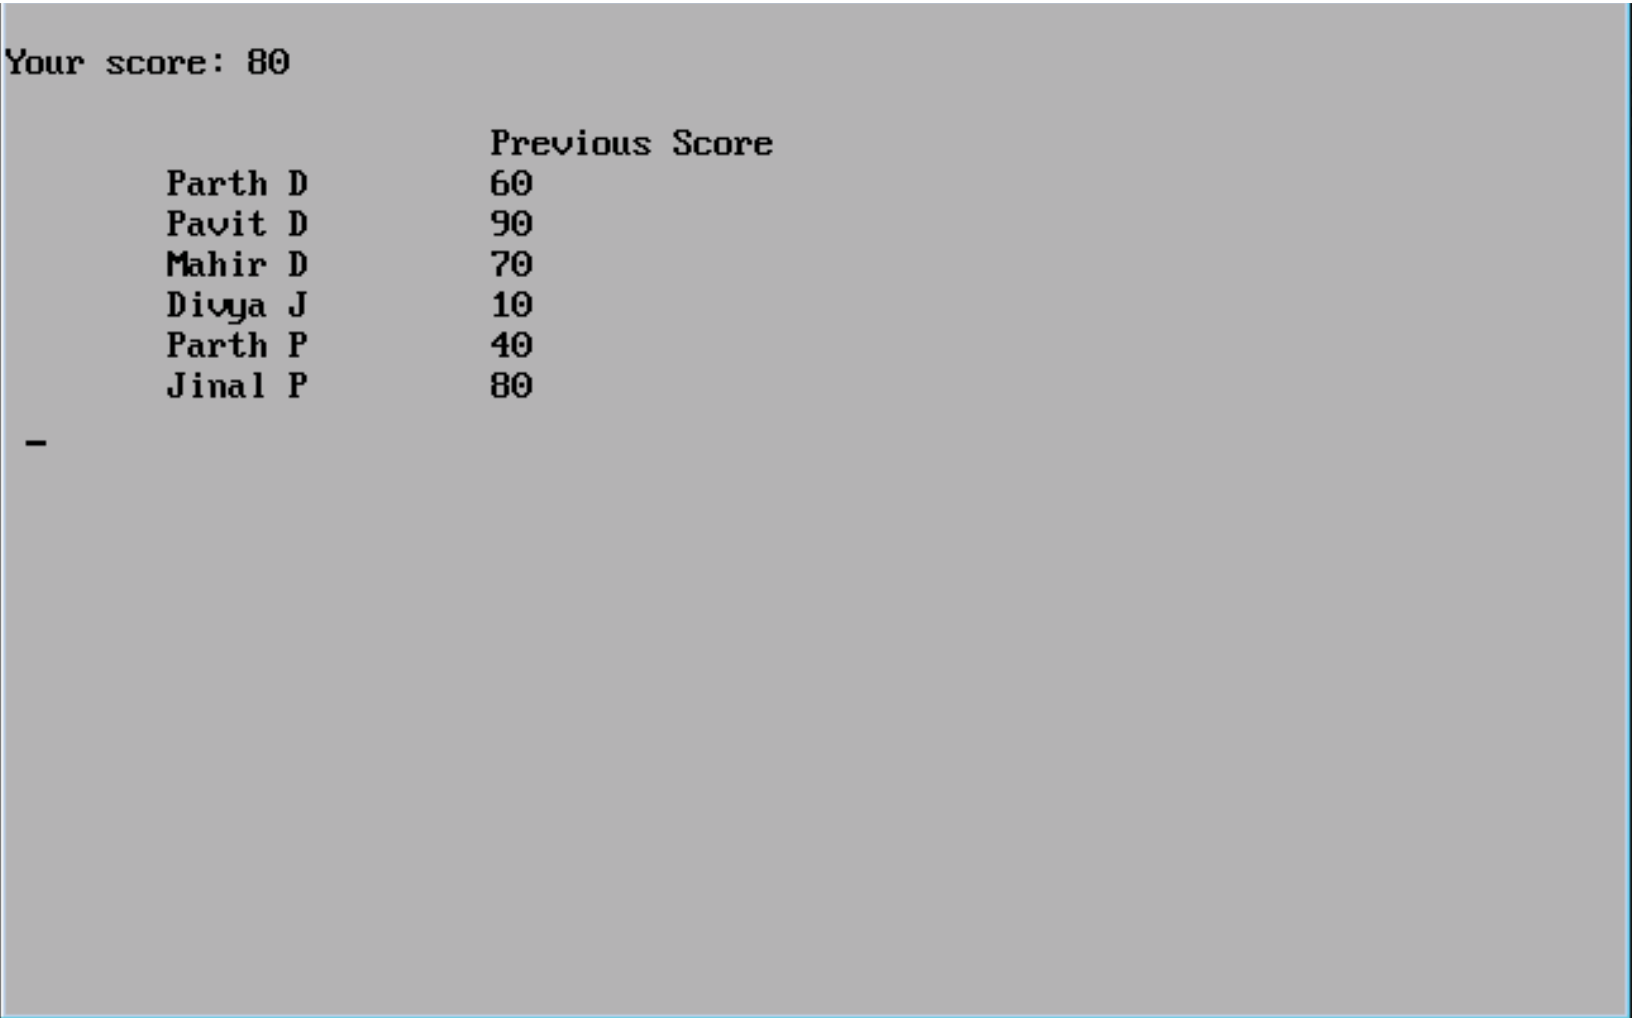 Your score: 80
Previous Score
Parth D 60
Pavit D 90
Mahir D 70
Divya J 10
Parth P 40
Jinal P 80